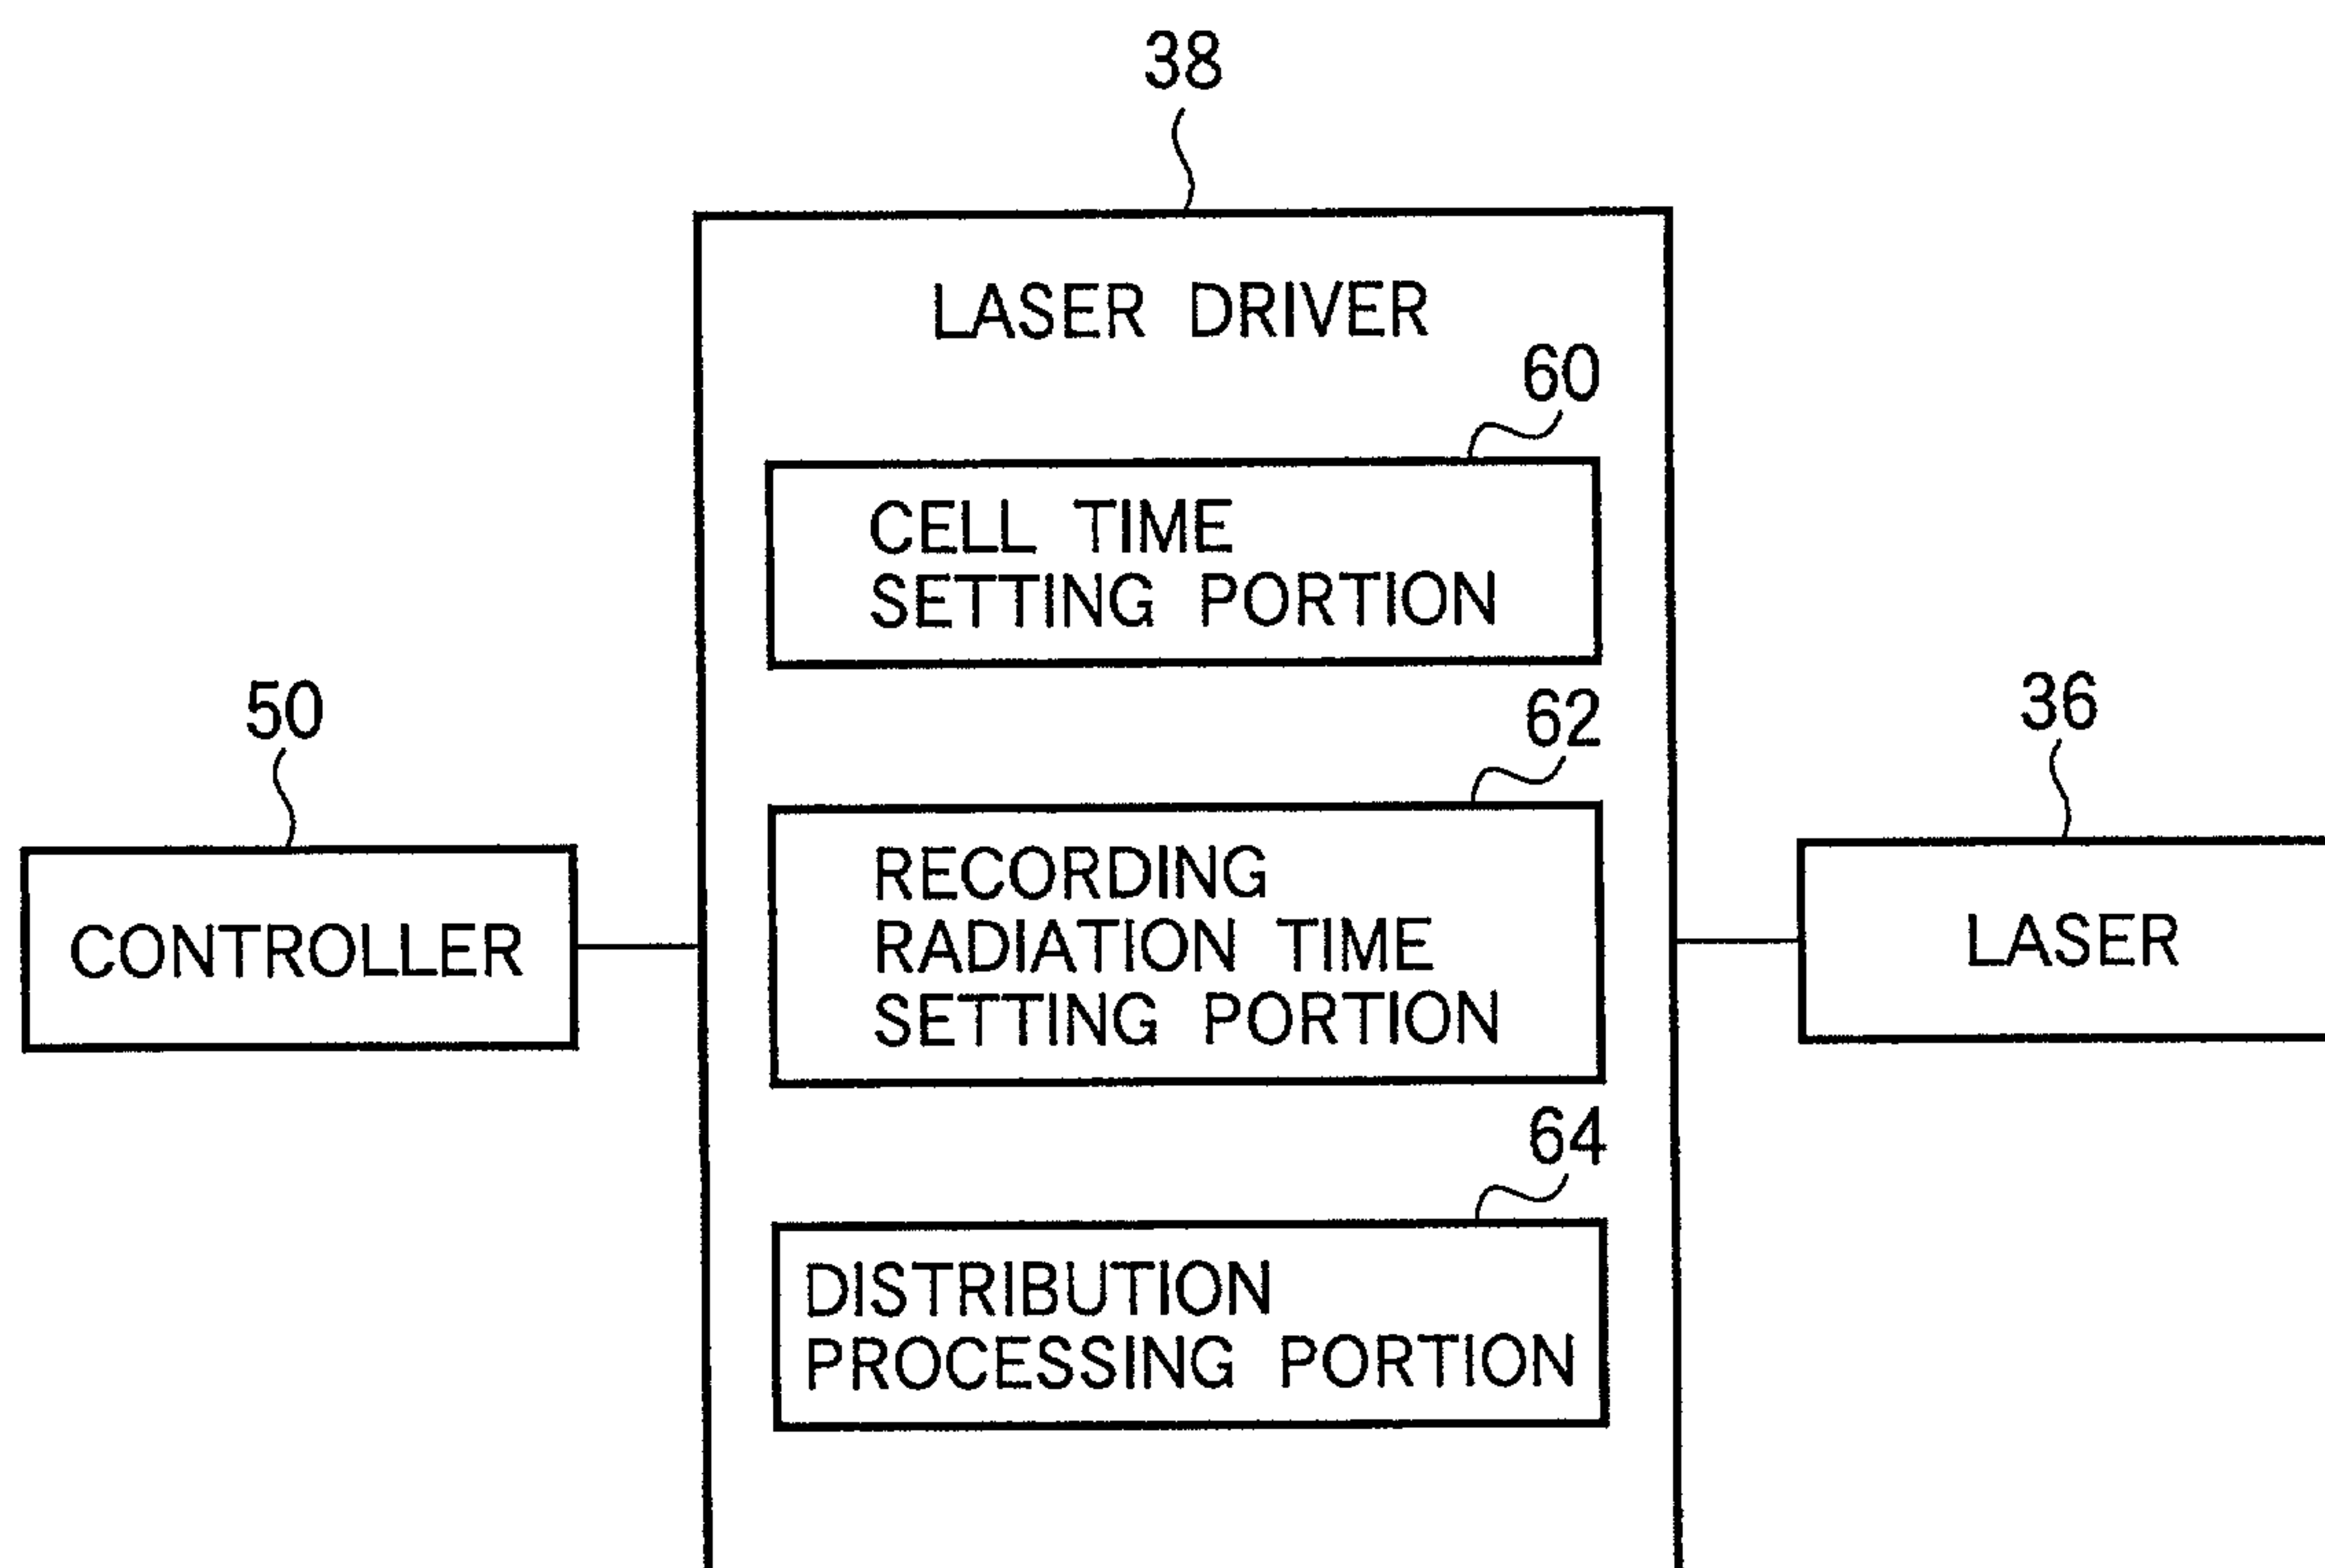 38
LASER DRIVER
60
CELL TIME
SETTING PORTION
50
CONTROLLER
62
RECORDING
RADIATION TIME
SETTING PORTION
36
LASER
64
DISTRIBUTION
PROCESSING PORTION